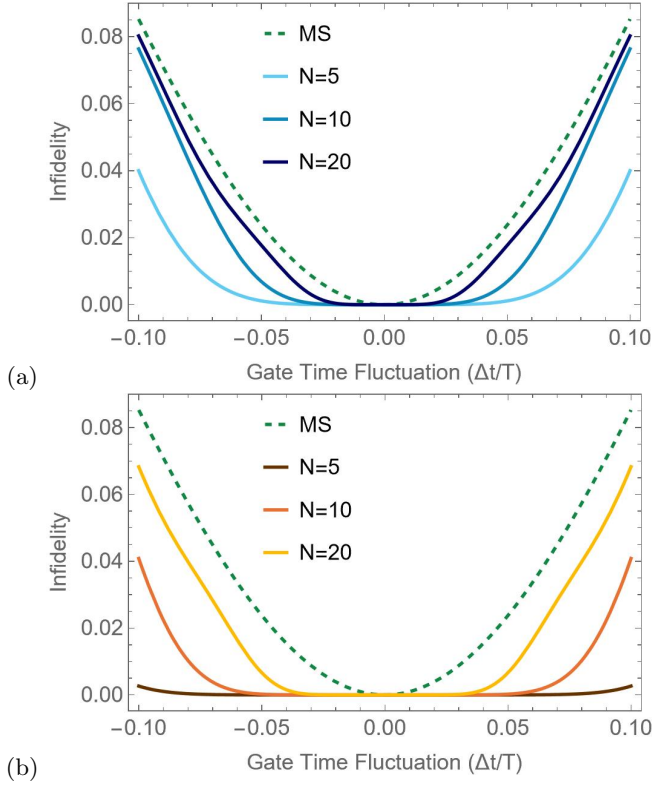 0.08
0.06
0.04
0.02
0.00
Infidelity
MS
N=5
N=10
N=20
−0.10 −0.05 0.00 0.05 0.10
Gate Time Fluctuation (Δt/T)
(a)
0.08
0.06
0.04
0.02
0.00
Infidelity
MS
N=5
N=10
N=20
−0.10 −0.05 0.00 0.05 0.10
Gate Time Fluctuation (Δt/T)
(b)